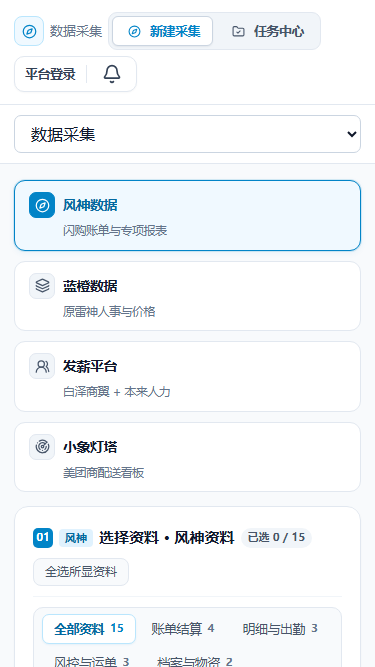 数据采集 新建采集 任务中心
平台登录
数据采集
风神数据
闪购账单与专项报表
蓝橙数据
原雷神人事与价格
发薪平台
白泽商翼 + 本来人力
小象灯塔
美团商配送看板
01 风神 选择资料 • 风神资料 已选 0 / 15
全选所显资料
全部资料 15 账单结算 4 明细与出勤 3
风控与运单 3 档案与物资 2